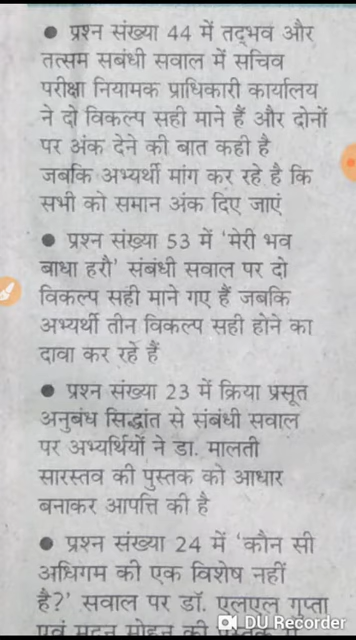 ● प्रश्न संख्या 44 में तद्भव और
तत्सम सबंधी सवाल में सचिव
परीक्षा नियामक प्राधिकारी कार्यालय
ने दो विकल्प सही माने हैं और दोनों
पर अंक देने की बात कही है
जबकि अभ्यर्थी मांग कर रहे है कि
सभी को समान अंक दिए जाएं
● प्रश्न संख्या 53 में 'मेरी भव
बाधा हरौ' संबंधी सवाल पर दो
विकल्प सही माने गए हैं जबकि
अभ्यर्थी तीन विकल्प सही होने का
दावा कर रहे हैं
● प्रश्न संख्या 23 में क्रिया प्रसूत
अनुबंध सिद्धांत से संबंधी सवाल
पर अभ्यर्थियों ने डा. मालती
सारस्तव की पुस्तक को आधार
बनाकर आपत्ति की है
● प्रश्न संख्या 24 में 'कौन सी
अधिगम की एक विशेष नहीं
है?' सवाल पर डॉ. एलएल गुप्ता
एवं मदन मोहन की पुस्तक
DU Recorder